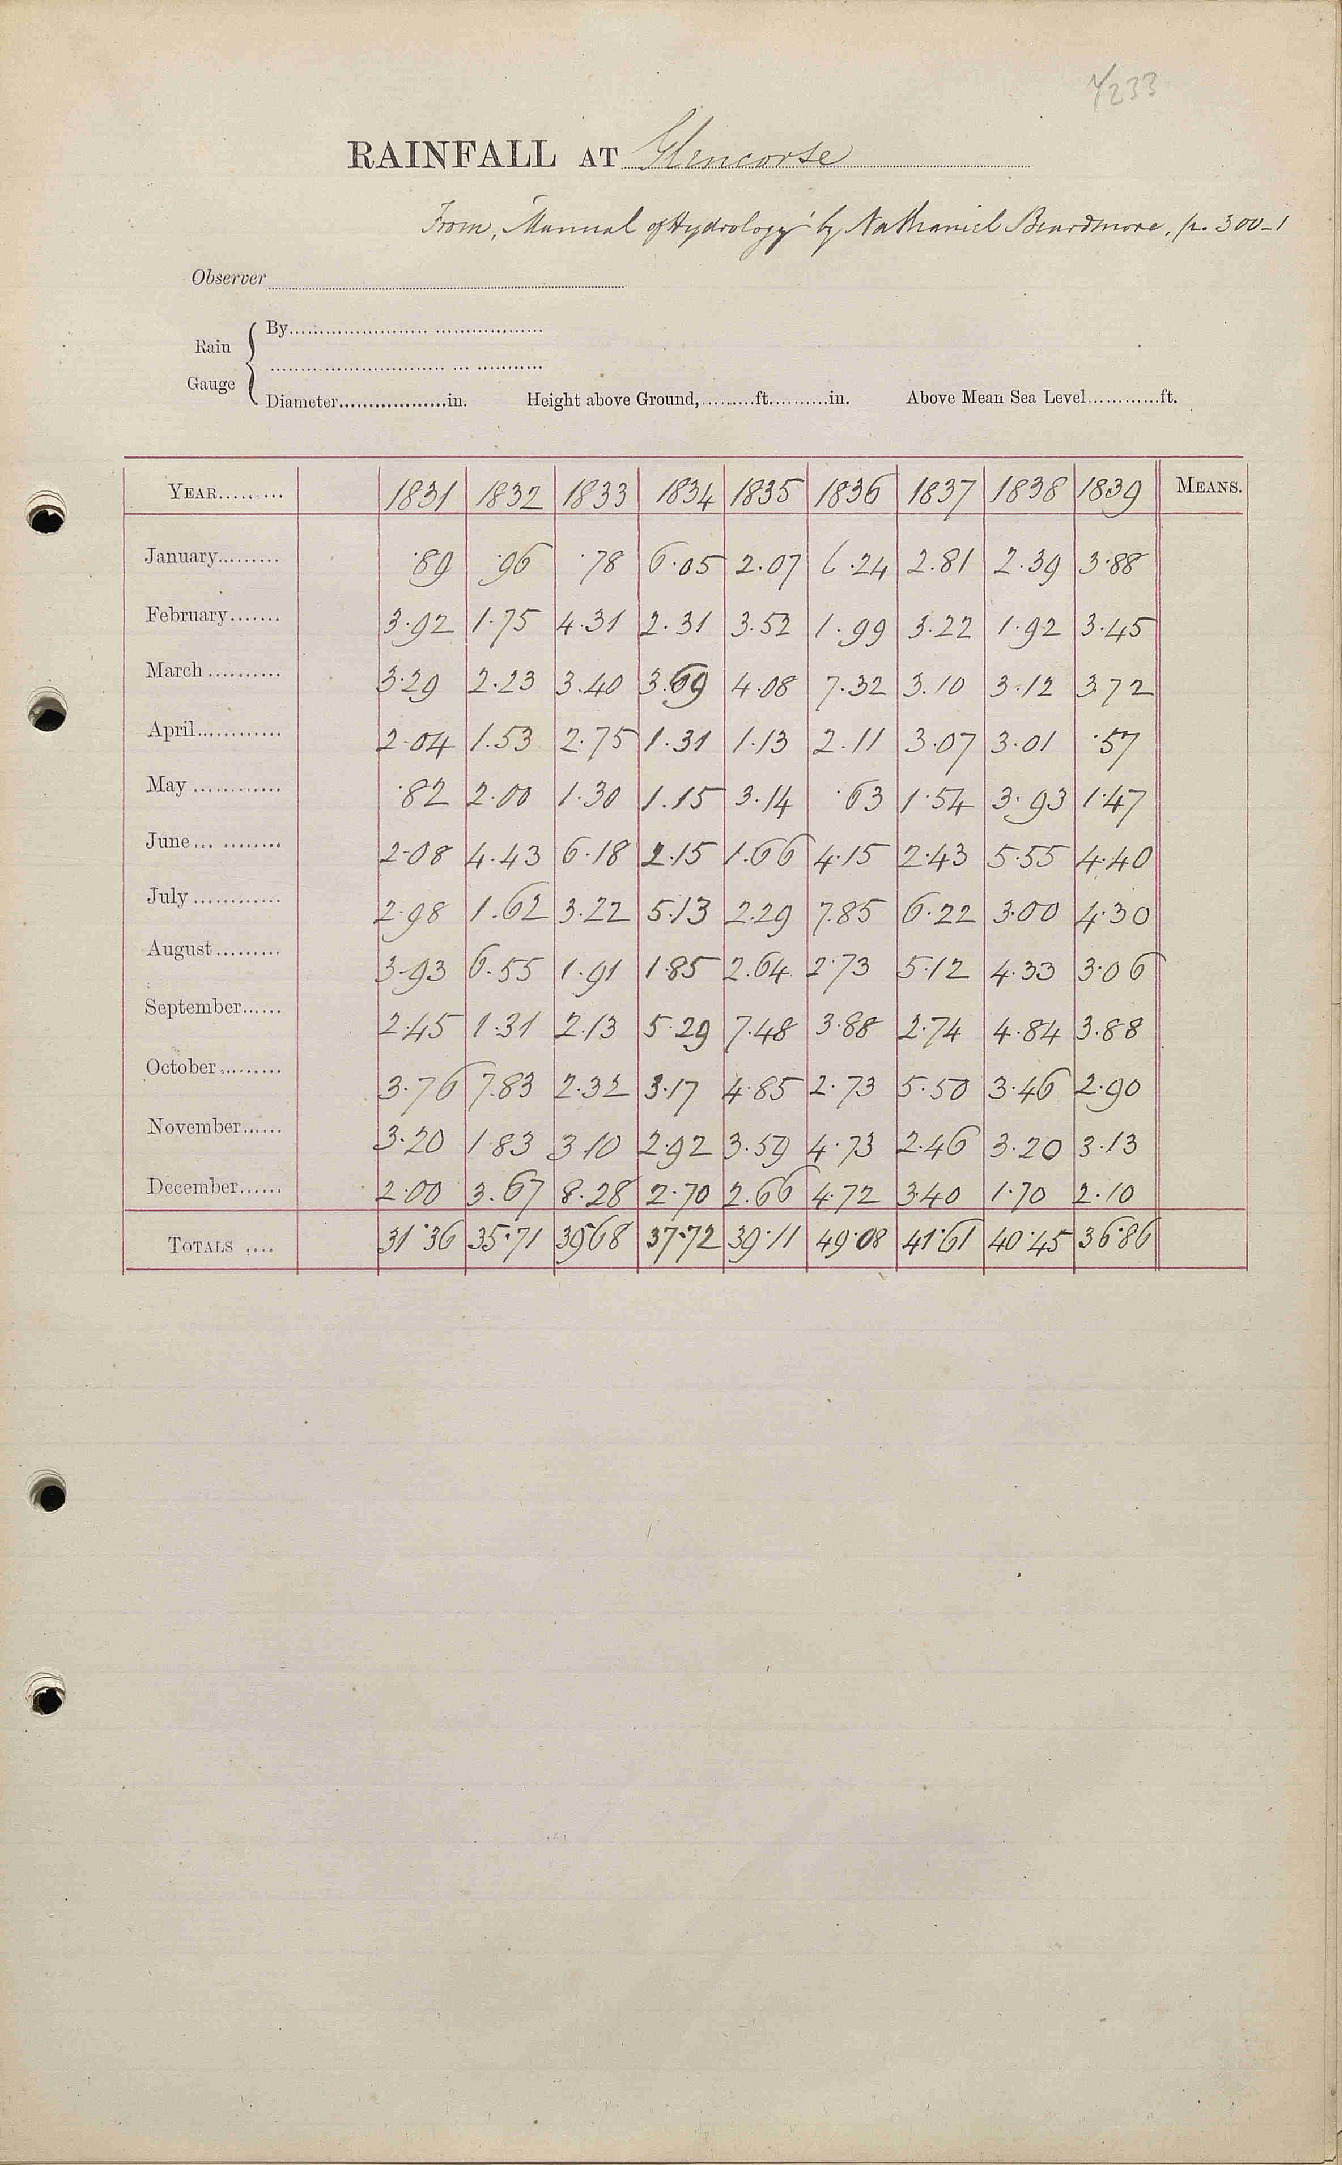 7/233
RAINFALL AT Glencorse
From, "Manual of Hydrology" by Nathaniel Beardmore, p. 300-1
Observer
Rain Gauge { By
Diameter in. Height above Ground, ft. in. Above Mean Sea Level ft.
YEAR 1831 1832 1833 1834 1835 1836 1837 1838 1839 MEANS.
January ·89 ·96 ·78 6·05 2·07 6·24 2·81 2·39 3·88
February 3·92 1·75 4·31 2·31 3·52 1·99 3·22 1·92 3·45
March 3·29 2·23 3·40 3·69 4·08 7·32 3·10 3·12 3·72
April 2·04 1·53 2·75 1·31 1·13 2·11 3·07 3·01 ·57
May ·82 2·00 1·30 1·15 3·14 ·63 1·54 3·93 1·47
June 2·08 4·43 6·18 2·15 1·66 4·15 2·43 5·55 4·40
July 2·98 1·62 3·22 5·13 2·29 7·85 6·22 3·00 4·30
August 3·93 6·55 1·91 1·85 2·64 2·73 5·12 4·33 3·06
September 2·45 1·31 2·13 5·29 7·48 3·88 2·74 4·84 3·88
October 3·76 7·83 2·32 3·17 4·85 2·73 5·50 3·46 2·90
November 3·20 1·83 3·10 2·92 3·59 4·73 2·46 3·20 3·13
December 2·00 3·67 8·28 2·70 2·66 4·72 3·40 1·70 2·10
TOTALS 31·36 35·71 39·68 37·72 39·11 49·08 41·61 40·45 36·86